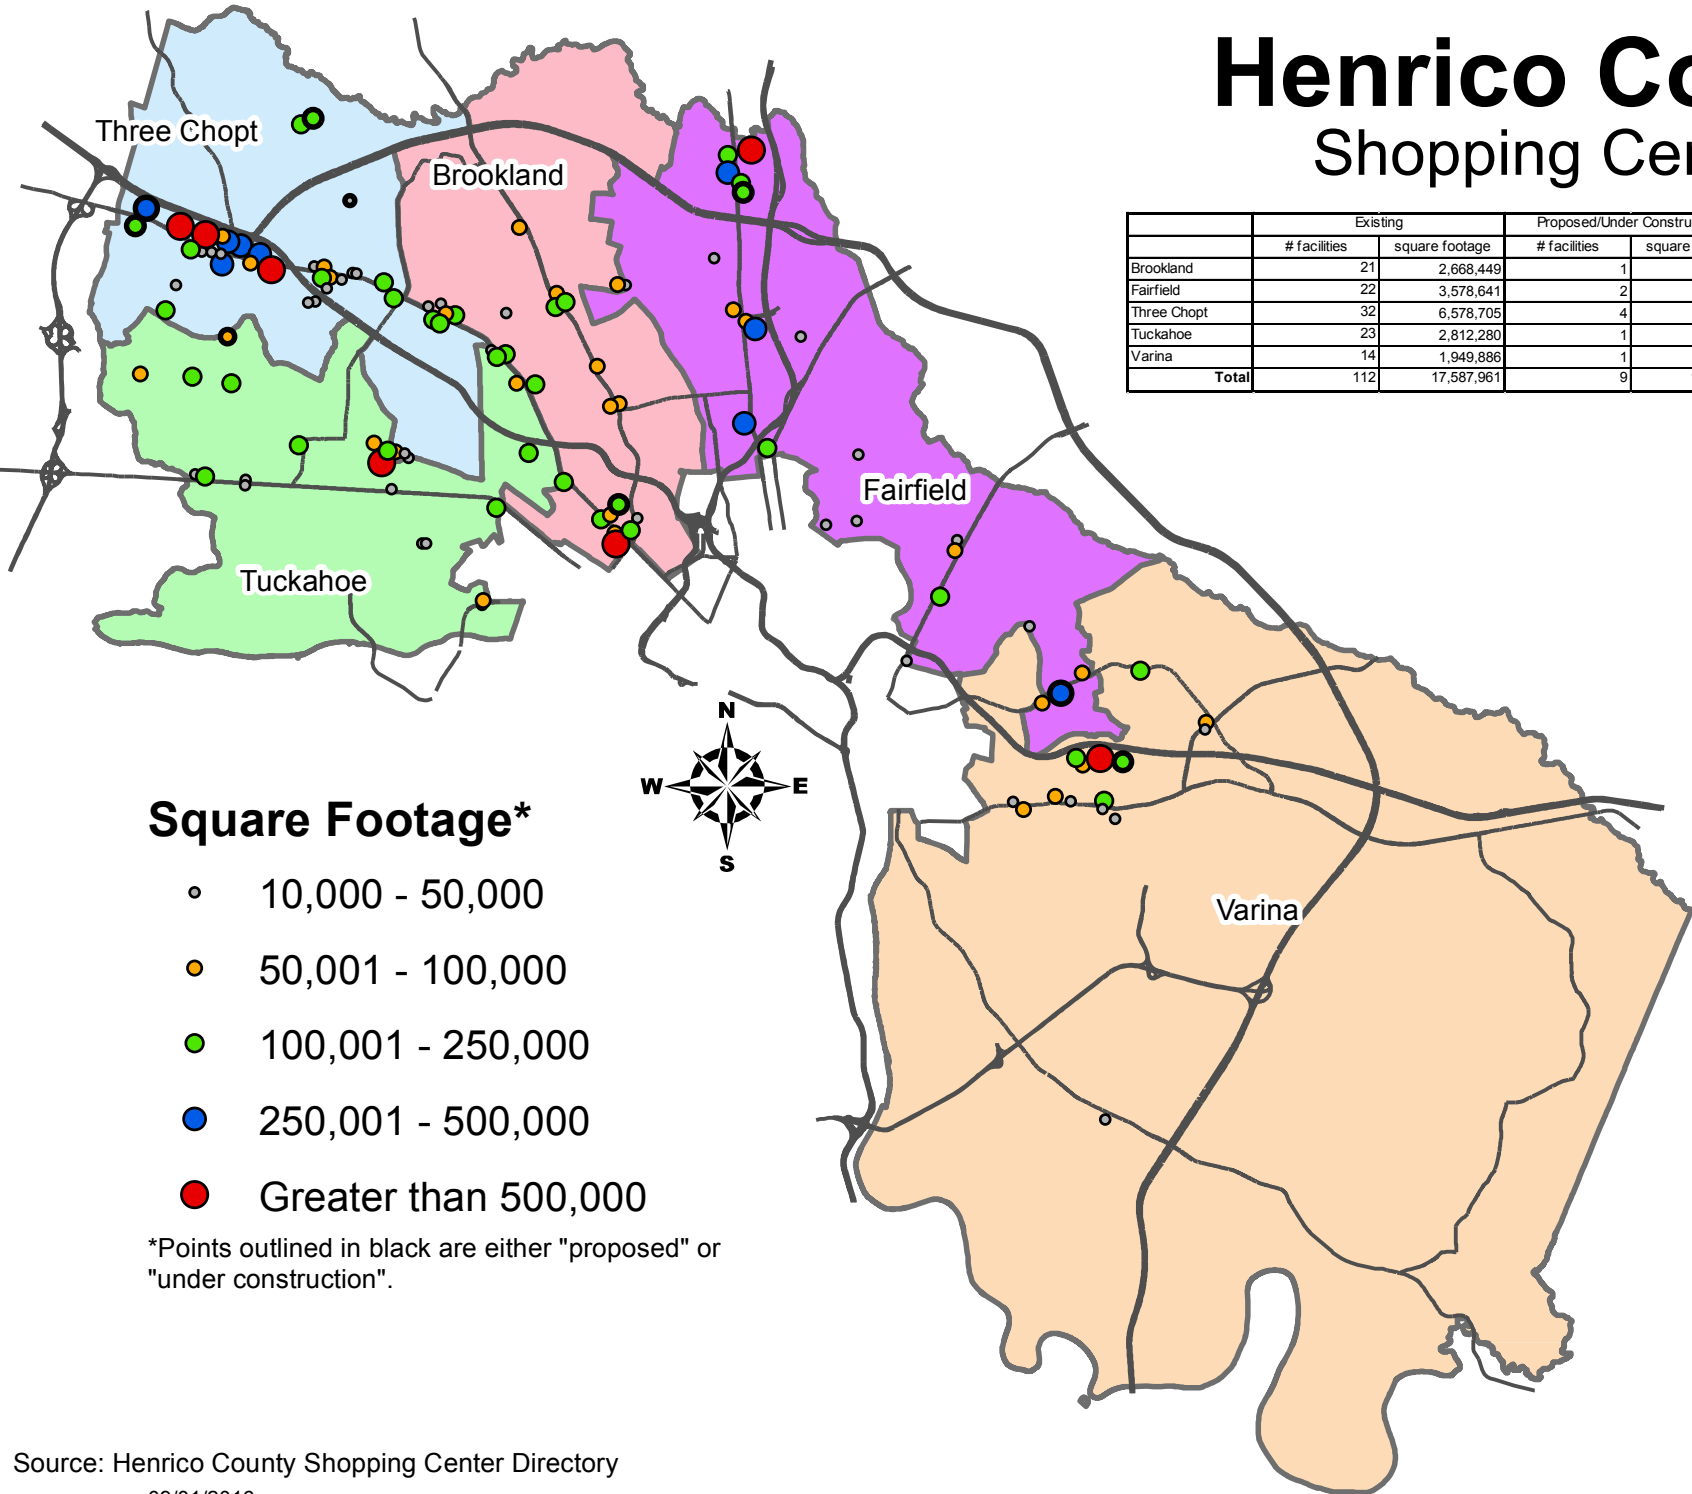 Henrico Co
Shopping Cen
Existing Proposed/Under Constru
# facilities square footage # facilities square
Brookland 21 2,668,449 1
Fairfield 22 3,578,641 2
Three Chopt 32 6,578,705 4
Tuckahoe 23 2,812,280 1
Varina 14 1,949,886 1
Total 112 17,587,961 9
Three Chopt
Brookland
Fairfield
Tuckahoe
Varina
N
W E
S
Square Footage*
10,000 - 50,000
50,001 - 100,000
100,001 - 250,000
250,001 - 500,000
Greater than 500,000
*Points outlined in black are either "proposed" or
"under construction".
Source: Henrico County Shopping Center Directory